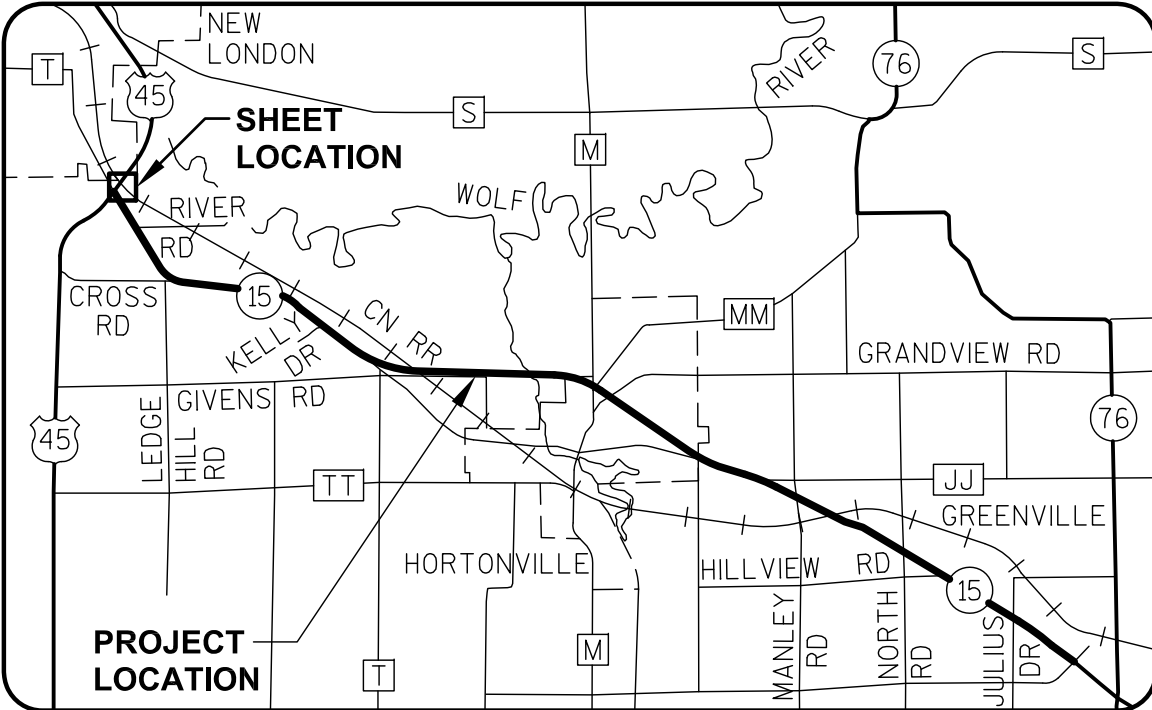 NEW
LONDON
T
45
S
76
S
RIVER
SHEET
LOCATION
M
WOLF
RIVER
RD
CROSS
RD
15
KELLY
DR
CN RR
MM
GRANDVIEW RD
GIVENS RD
LEDGE
HILL
RD
45
76
TT
JJ
GREENVILLE
HORTONVILLE
HILLVIEW RD
15
MANLEY
RD
NORTH
RD
JULIUS
DR
PROJECT
LOCATION
T
M